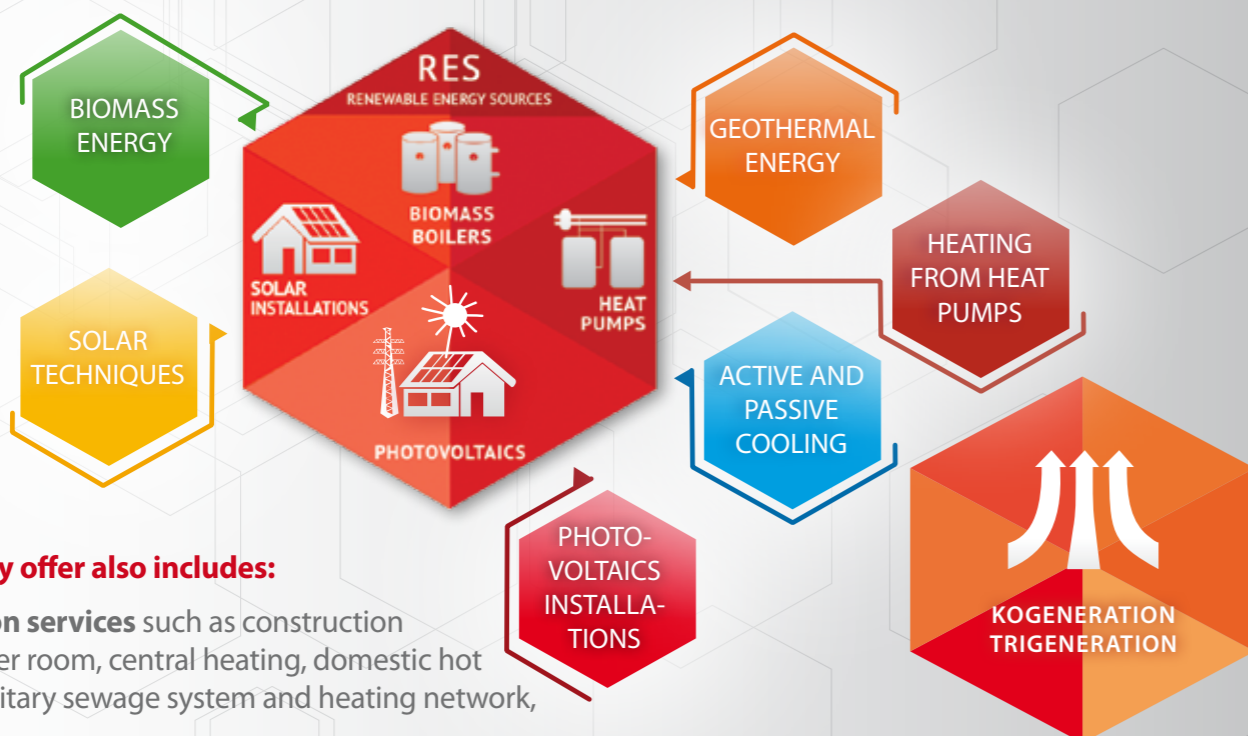 BIOMASS
ENERGY
RES
RENEWABLE ENERGY SOURCES
BIOMASS
BOILERS
SOLAR
INSTALLATIONS
HEAT
PUMPS
PHOTOVOLTAICS
GEOTHERMAL
ENERGY
HEATING
FROM HEAT
PUMPS
SOLAR
TECHNIQUES
ACTIVE AND
PASSIVE
COOLING
PHOTO-
VOLTAICS
INSTALLA-
TIONS
KOGENERATION
TRIGENERATION
y offer also includes:
on services such as construction
er room, central heating, domestic hot
itary sewage system and heating network,